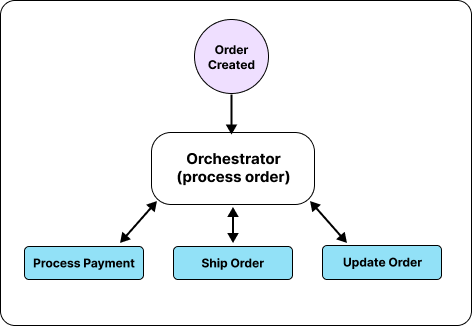 Order
Created
Orchestrator
(process order)
Process Payment
Ship Order
Update Order